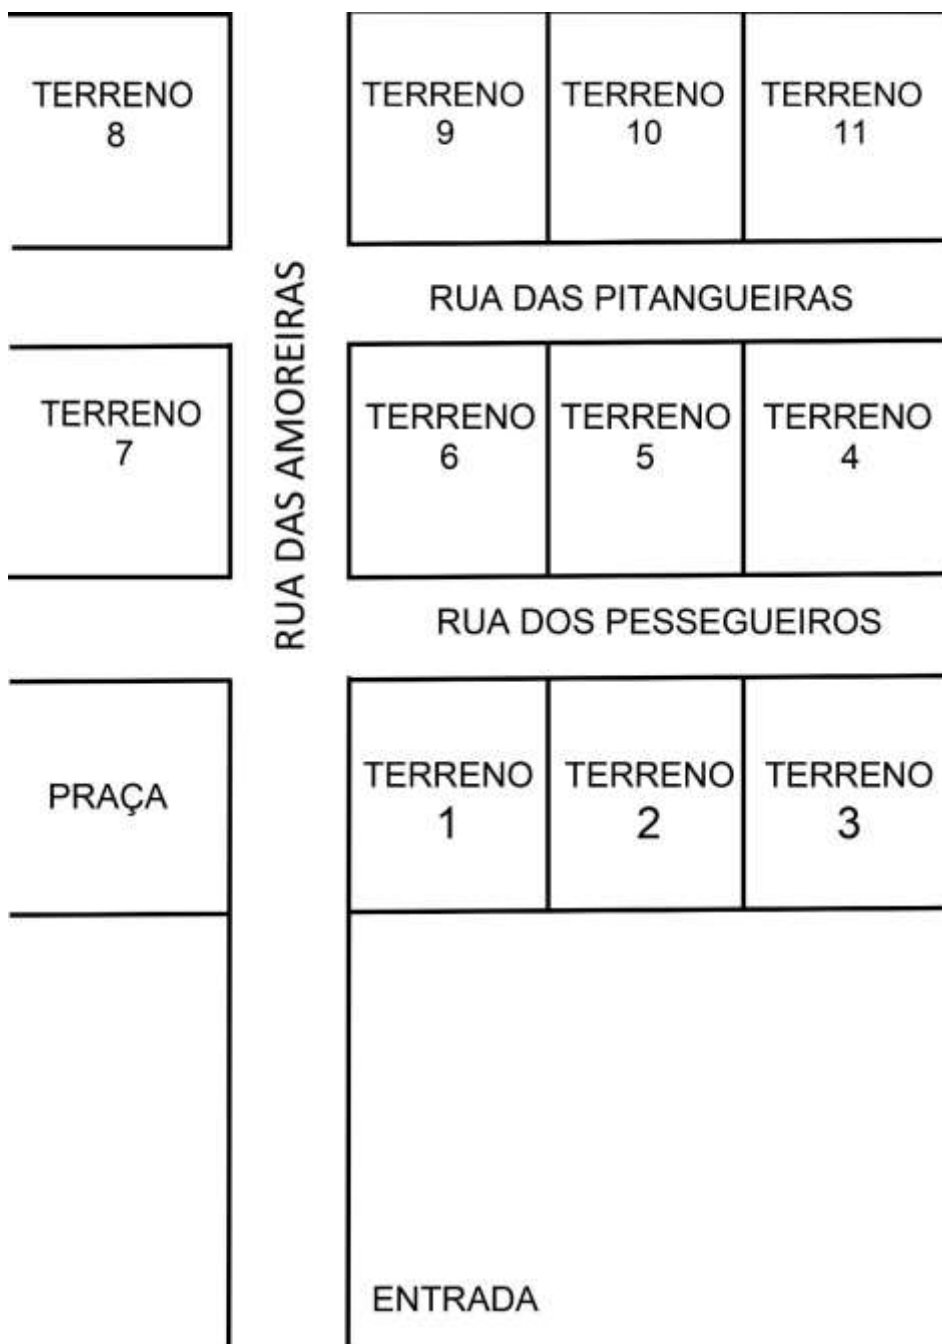 TERRENO
8
TERRENO
9
TERRENO
10
TERRENO
11
RUA DAS PITANGUEIRAS
RUA DAS AMOREIRAS
TERRENO
7
TERRENO
6
TERRENO
5
TERRENO
4
RUA DOS PESSEGUEIROS
PRAÇA
TERRENO
1
TERRENO
2
TERRENO
3
ENTRADA